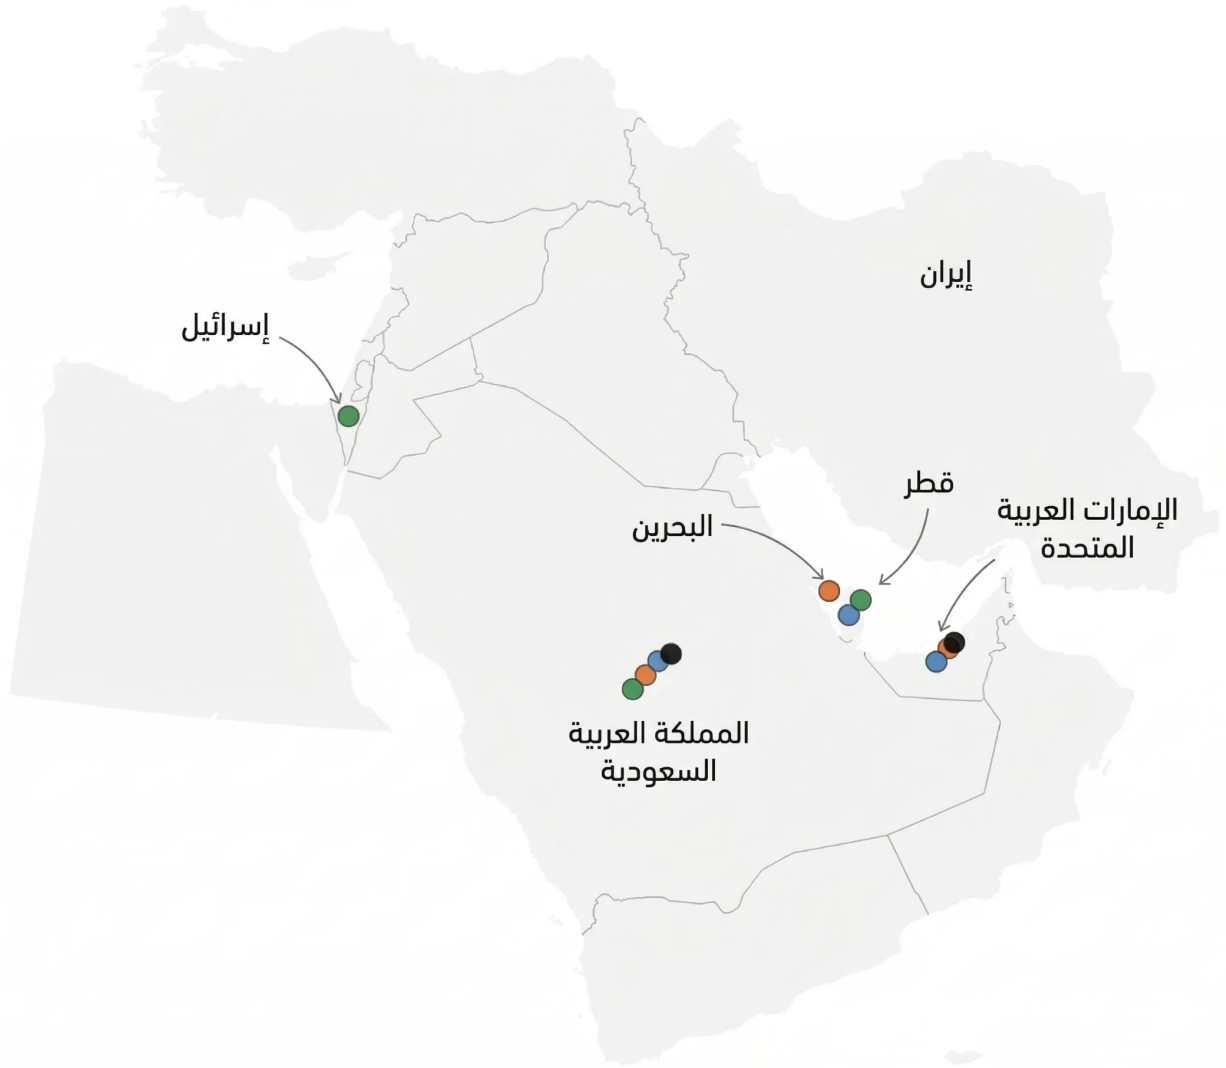 إيران
إسرائيل
قطر
الإمارات العربية
المتحدة
البحرين
المملكة العربية
السعودية